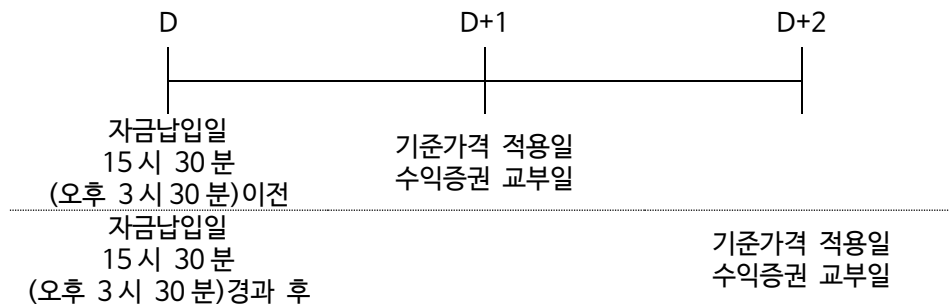 D D+1 D+2
자금납입일
15시 30분
(오후 3시30분)이전
기준가격 적용일
수익증권 교부일
자금납입일
15시 30분
(오후 3시 30분)경과 후
기준가격 적용일
수익증권 교부일